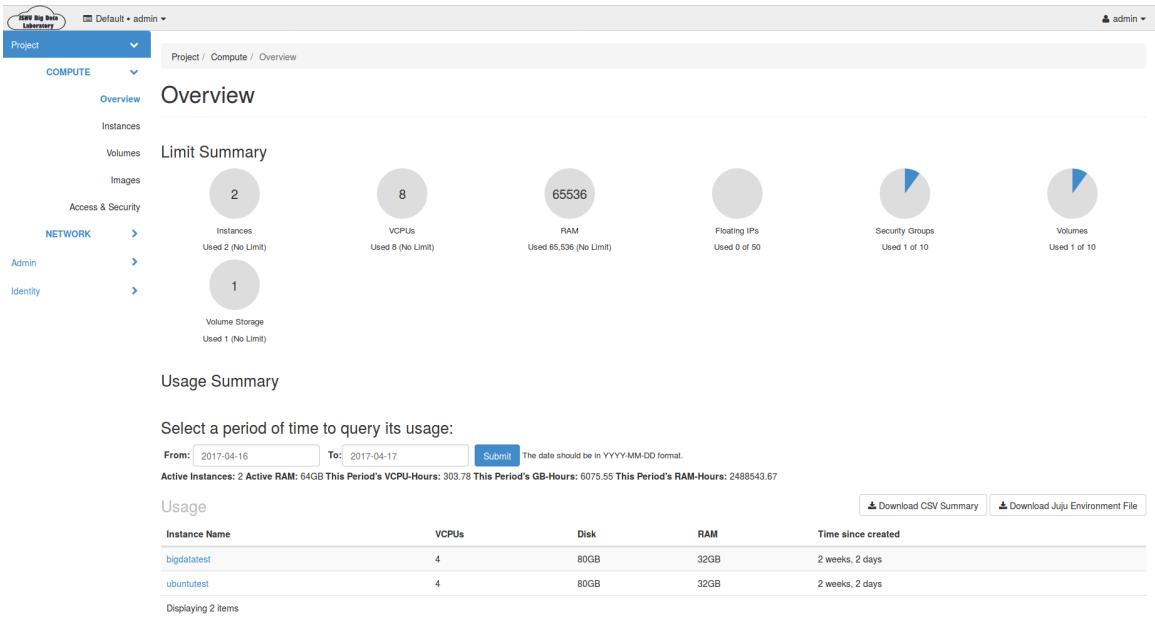 JSNU Big Data
Laboratory
Default • admin
admin
Project
COMPUTE
Overview
Instances
Volumes
Images
Access & Security
NETWORK
Admin
Identity
Project / Compute / Overview
Overview
Limit Summary
2
Instances
Used 2 (No Limit)
8
VCPUs
Used 8 (No Limit)
65536
RAM
Used 65,536 (No Limit)
Floating IPs
Used 0 of 50
Security Groups
Used 1 of 10
Volumes
Used 1 of 10
1
Volume Storage
Used 1 (No Limit)
Usage Summary
Select a period of time to query its usage:
From: 2017-04-16 To: 2017-04-17 Submit The date should be in YYYY-MM-DD format.
Active Instances: 2 Active RAM: 64GB This Period's VCPU-Hours: 303.78 This Period's GB-Hours: 6075.55 This Period's RAM-Hours: 2488543.67
Usage
Download CSV Summary Download Juju Environment File
Instance Name VCPUs Disk RAM Time since created
bigdatatest 4 80GB 32GB 2 weeks, 2 days
ubuntutest 4 80GB 32GB 2 weeks, 2 days
Displaying 2 items